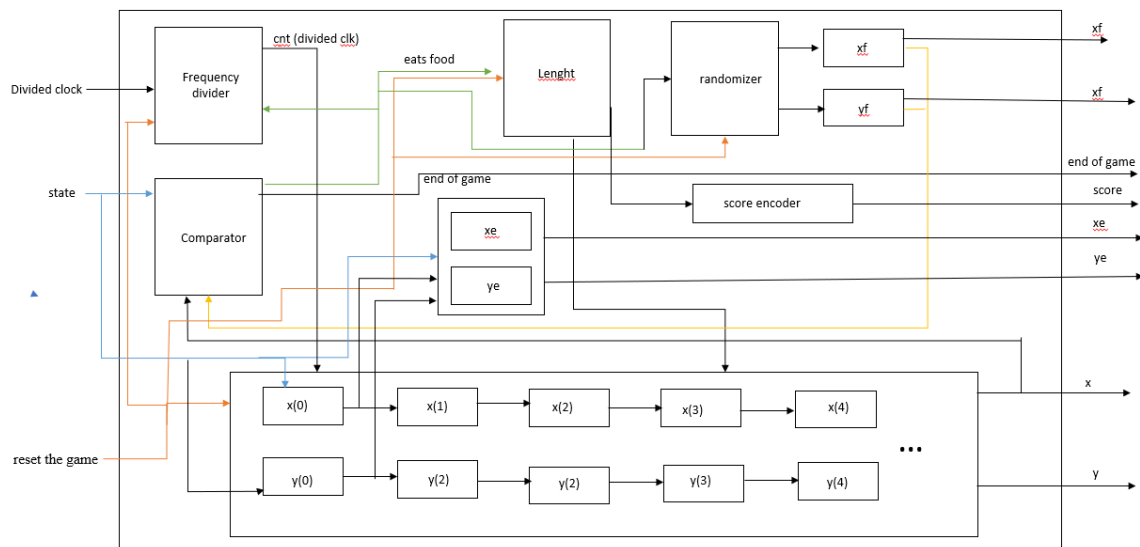 cnt (divided clk)
xf
xf
eats food
Lenght
randomizer
Frequency
divider
Divided clock
yf
xf
end of game
end of game
state
score
score encoder
xe
xe
Comparator
ye
ye
x
x(0)
x(1)
x(2)
x(3)
x(4)
...
reset the game
y(0)
y(2)
y(2)
y(3)
y(4)
y